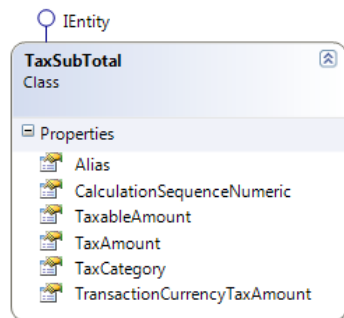 IEntity
TaxSubTotal
Class
Properties
Alias
CalculationSequenceNumeric
TaxableAmount
TaxAmount
TaxCategory
TransactionCurrencyTaxAmount